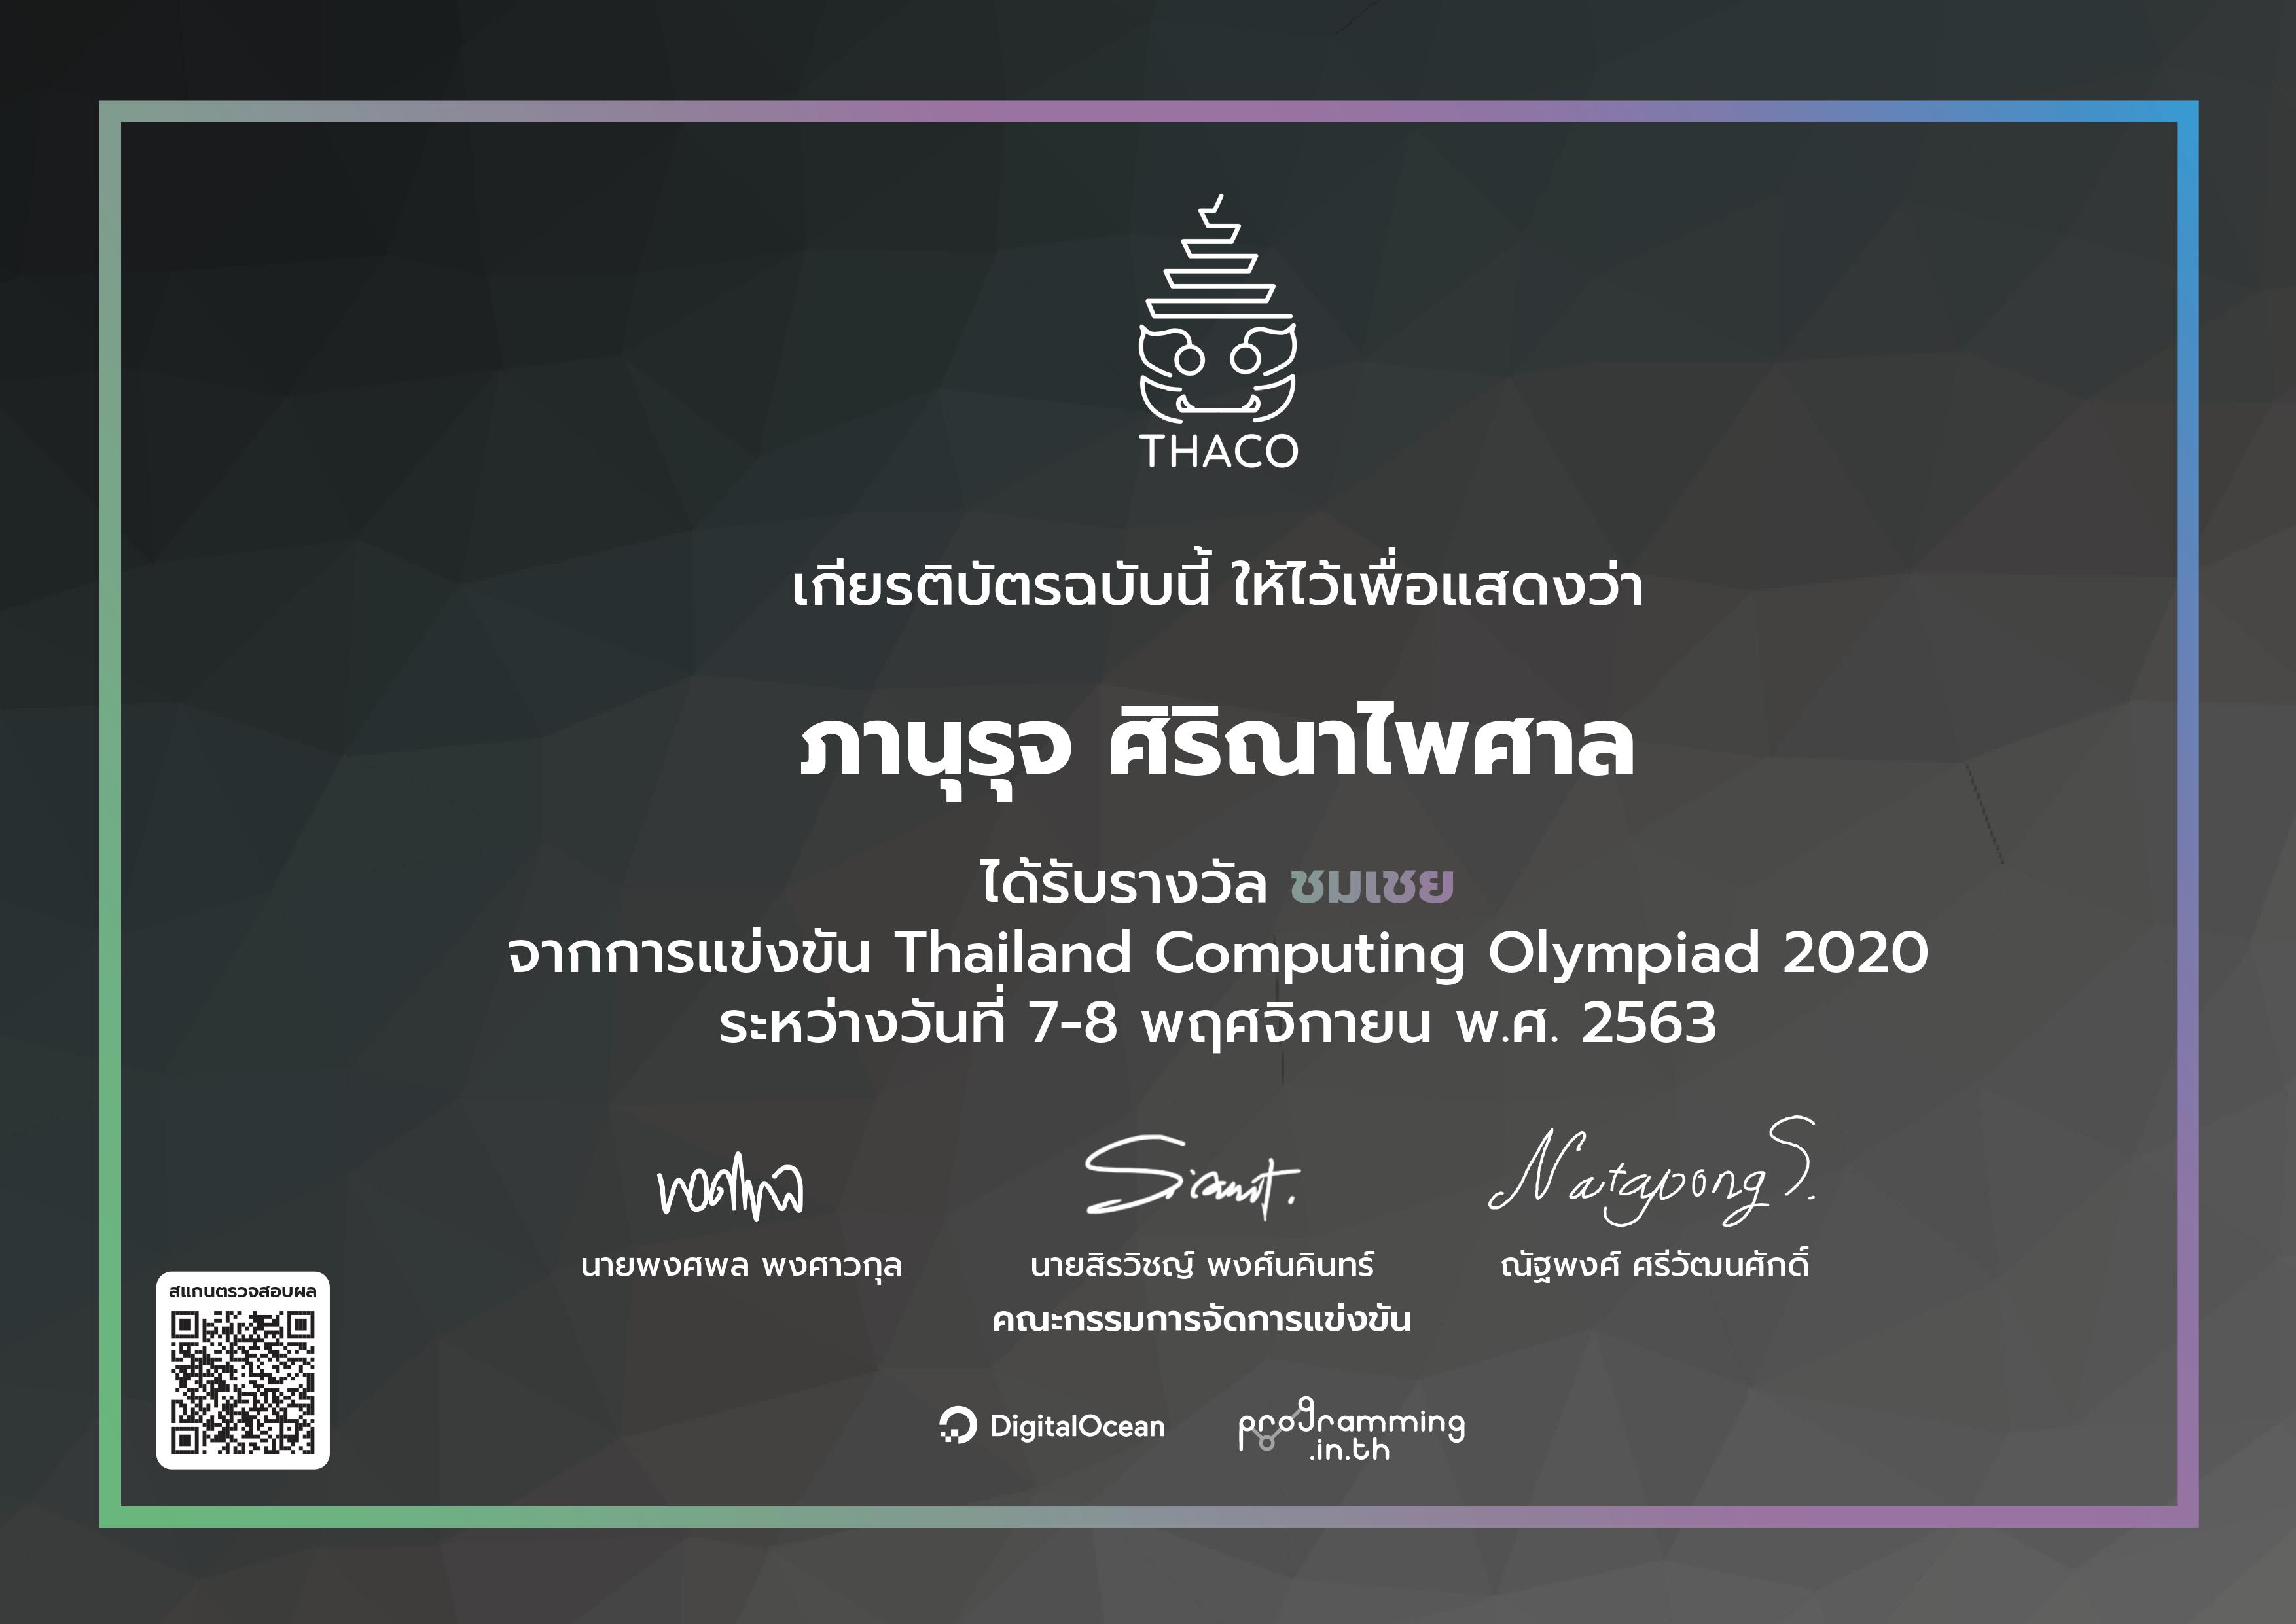 THACO
เกียรติบัตรฉบับนี้ ให้ไว้เพื่อแสดงว่า
ภานุรุจ ศิริณาไพศาล
ได้รับรางวัล ชมเชย
จากการแข่งขัน Thailand Computing Olympiad 2020
ระหว่างวันที่ 7-8 พฤศจิกายน พ.ศ. 2563
Natapong S.
นายพงศพล พงศาวกุล นายสิรวิชญ์ พงศ์นคินทร์ ณัฐพงศ์ ศรีวัฒนศักดิ์
คณะกรรมการจัดการแข่งขัน
สแกนตรวจสอบผล
DigitalOcean programming
.in.th